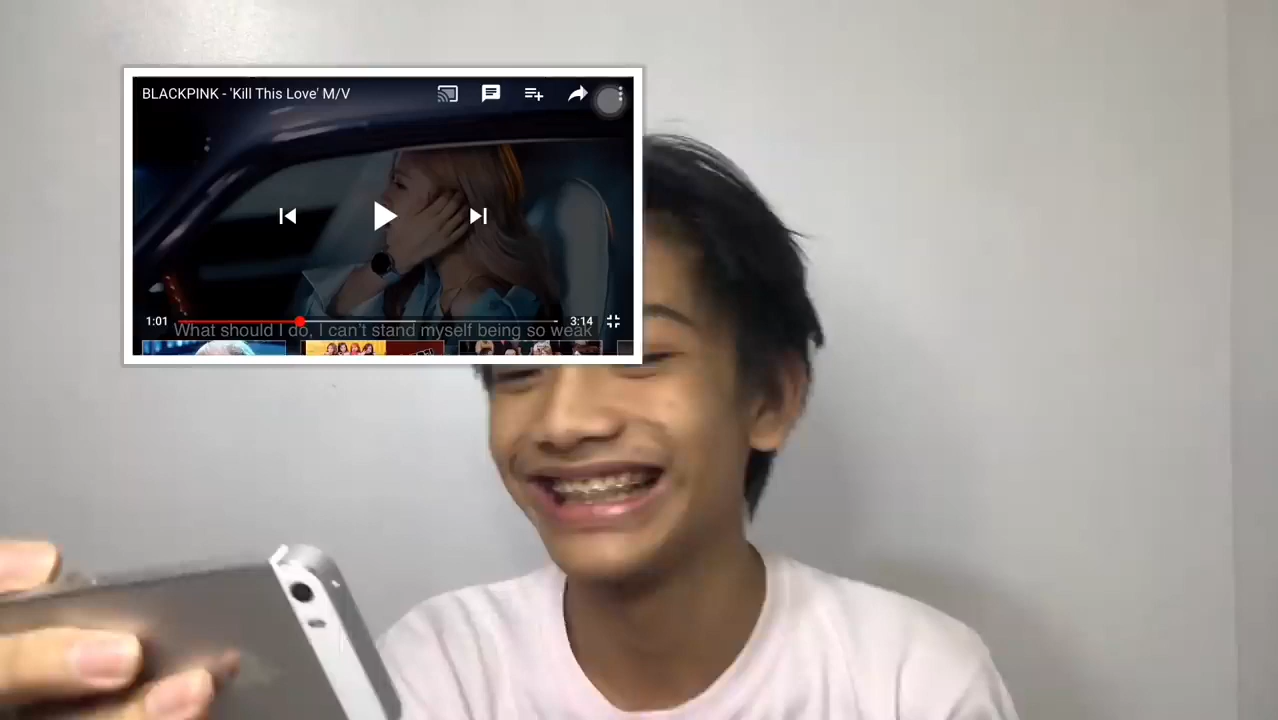 BLACKPINK - 'Kill This Love' M/V
1:01
3:14
What should I do, I can't stand myself being so weak